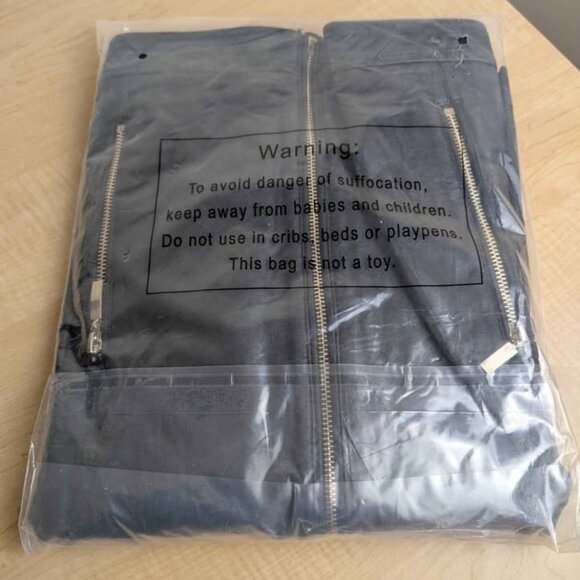 Warning:
To avoid danger of suffocation,
keep away from babies and children.
Do not use in cribs, beds or playpens.
This bag is not a toy.